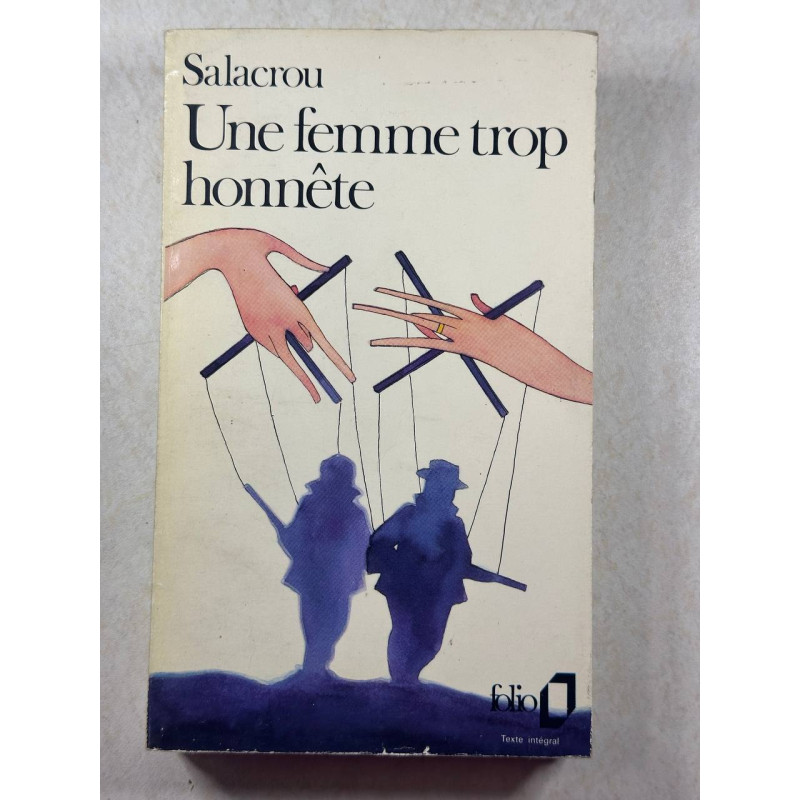 Salacrou
Une femme trop
honnête
folio
Texte intégral